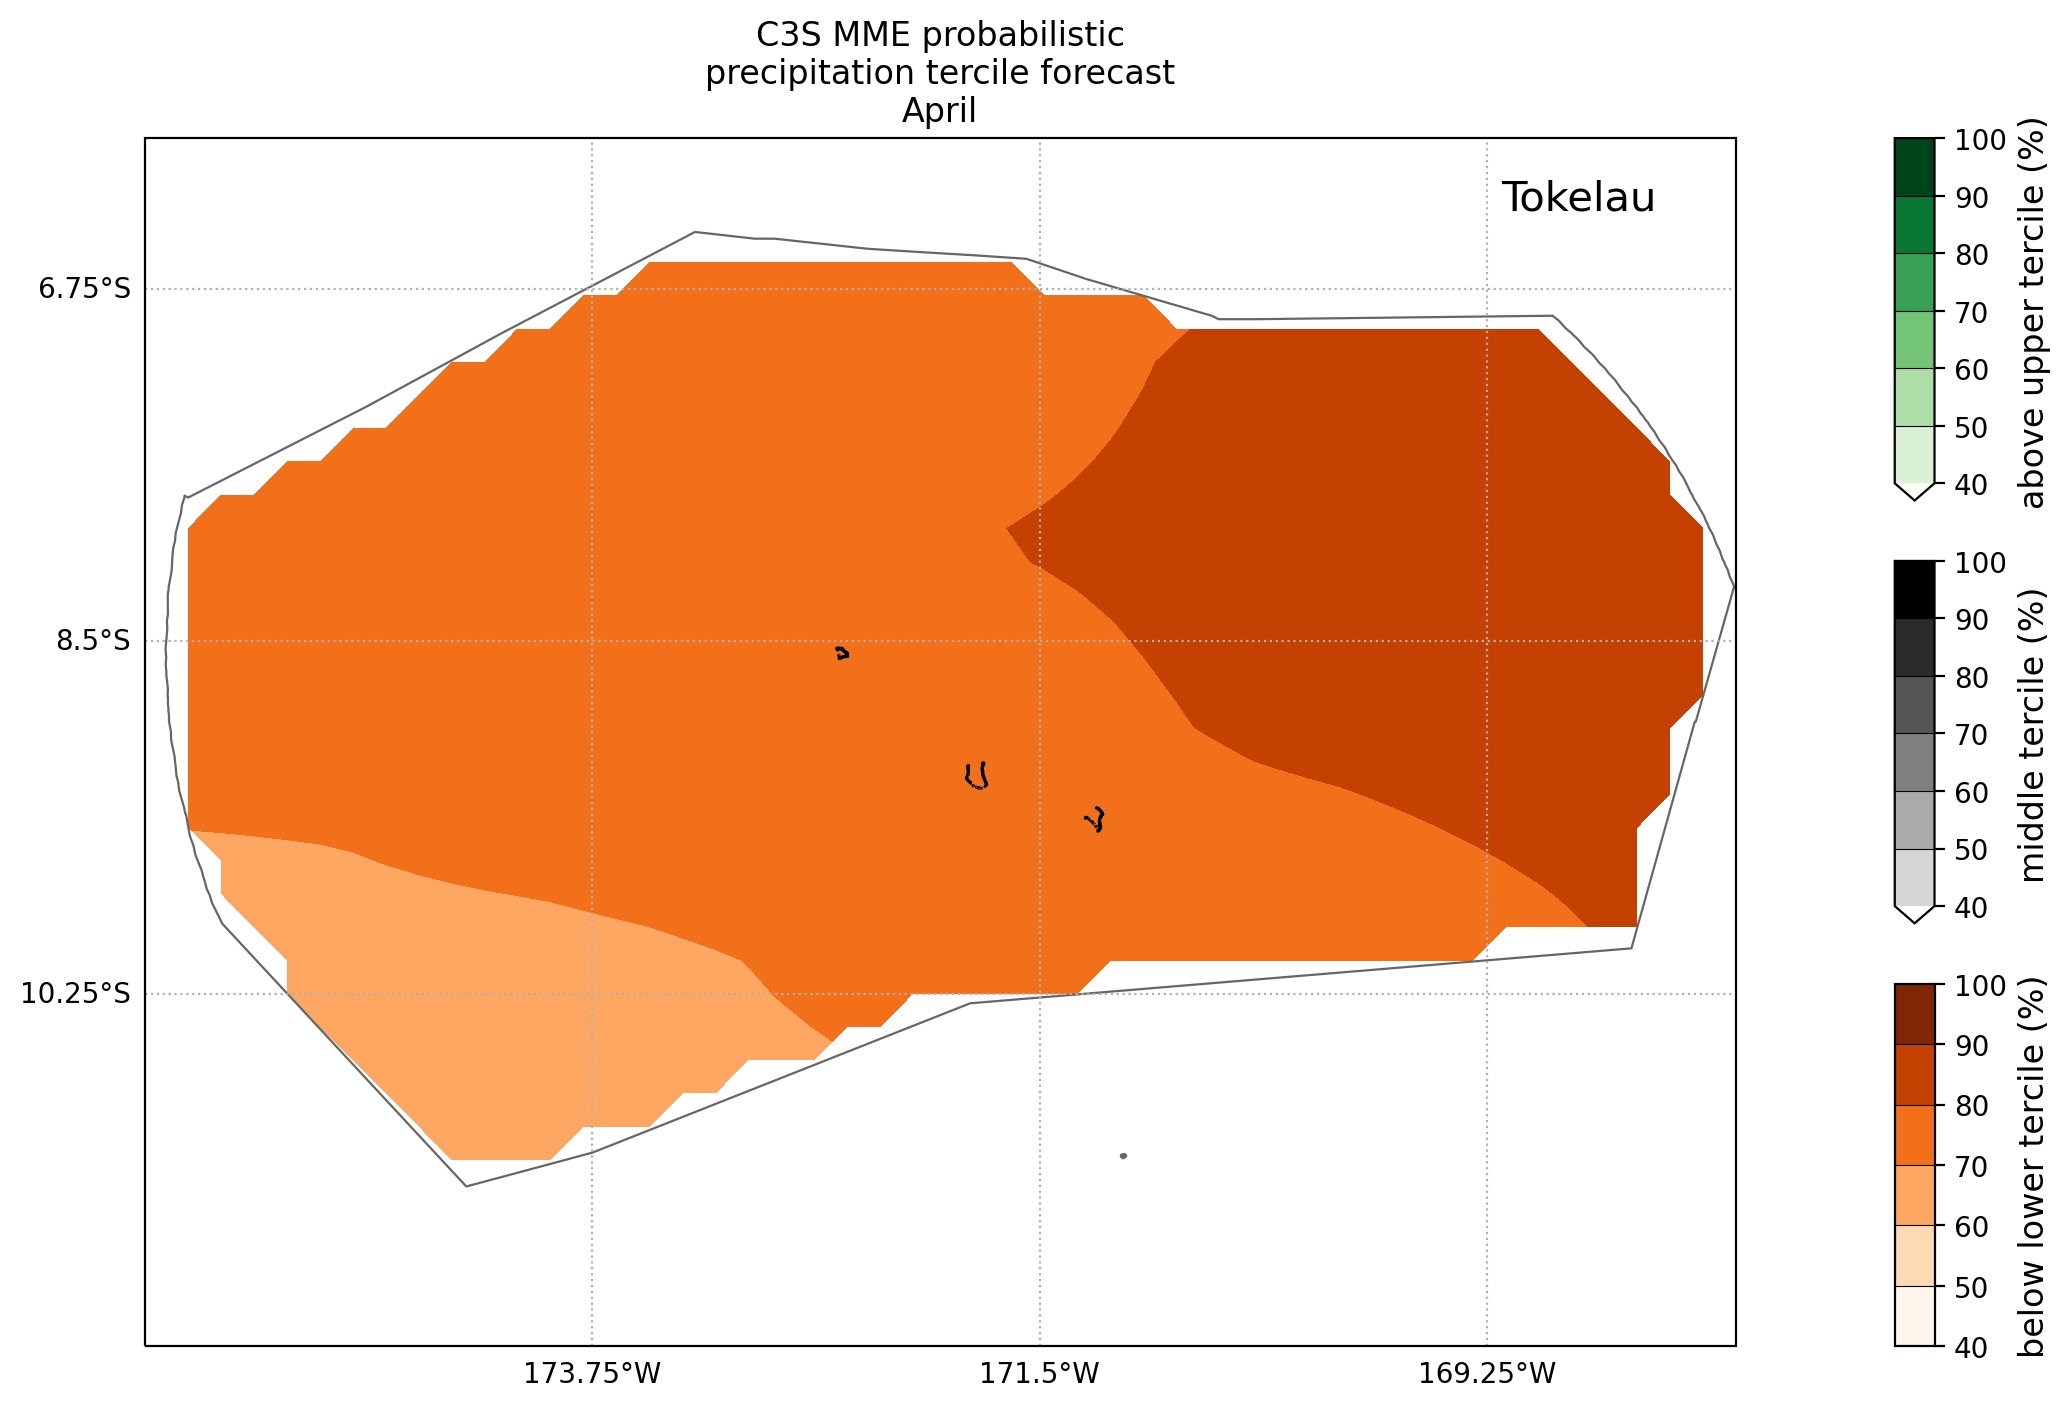 C3S MME probabilistic
precipitation tercile forecast
April
Tokelau
6.75°S
8.5°S
10.25°S
173.75°W
171.5°W
169.25°W
100
90
80
70
60
50
40
above upper tercile (%)
100
90
80
70
60
50
40
middle tercile (%)
100
90
80
70
60
50
40
below lower tercile (%)